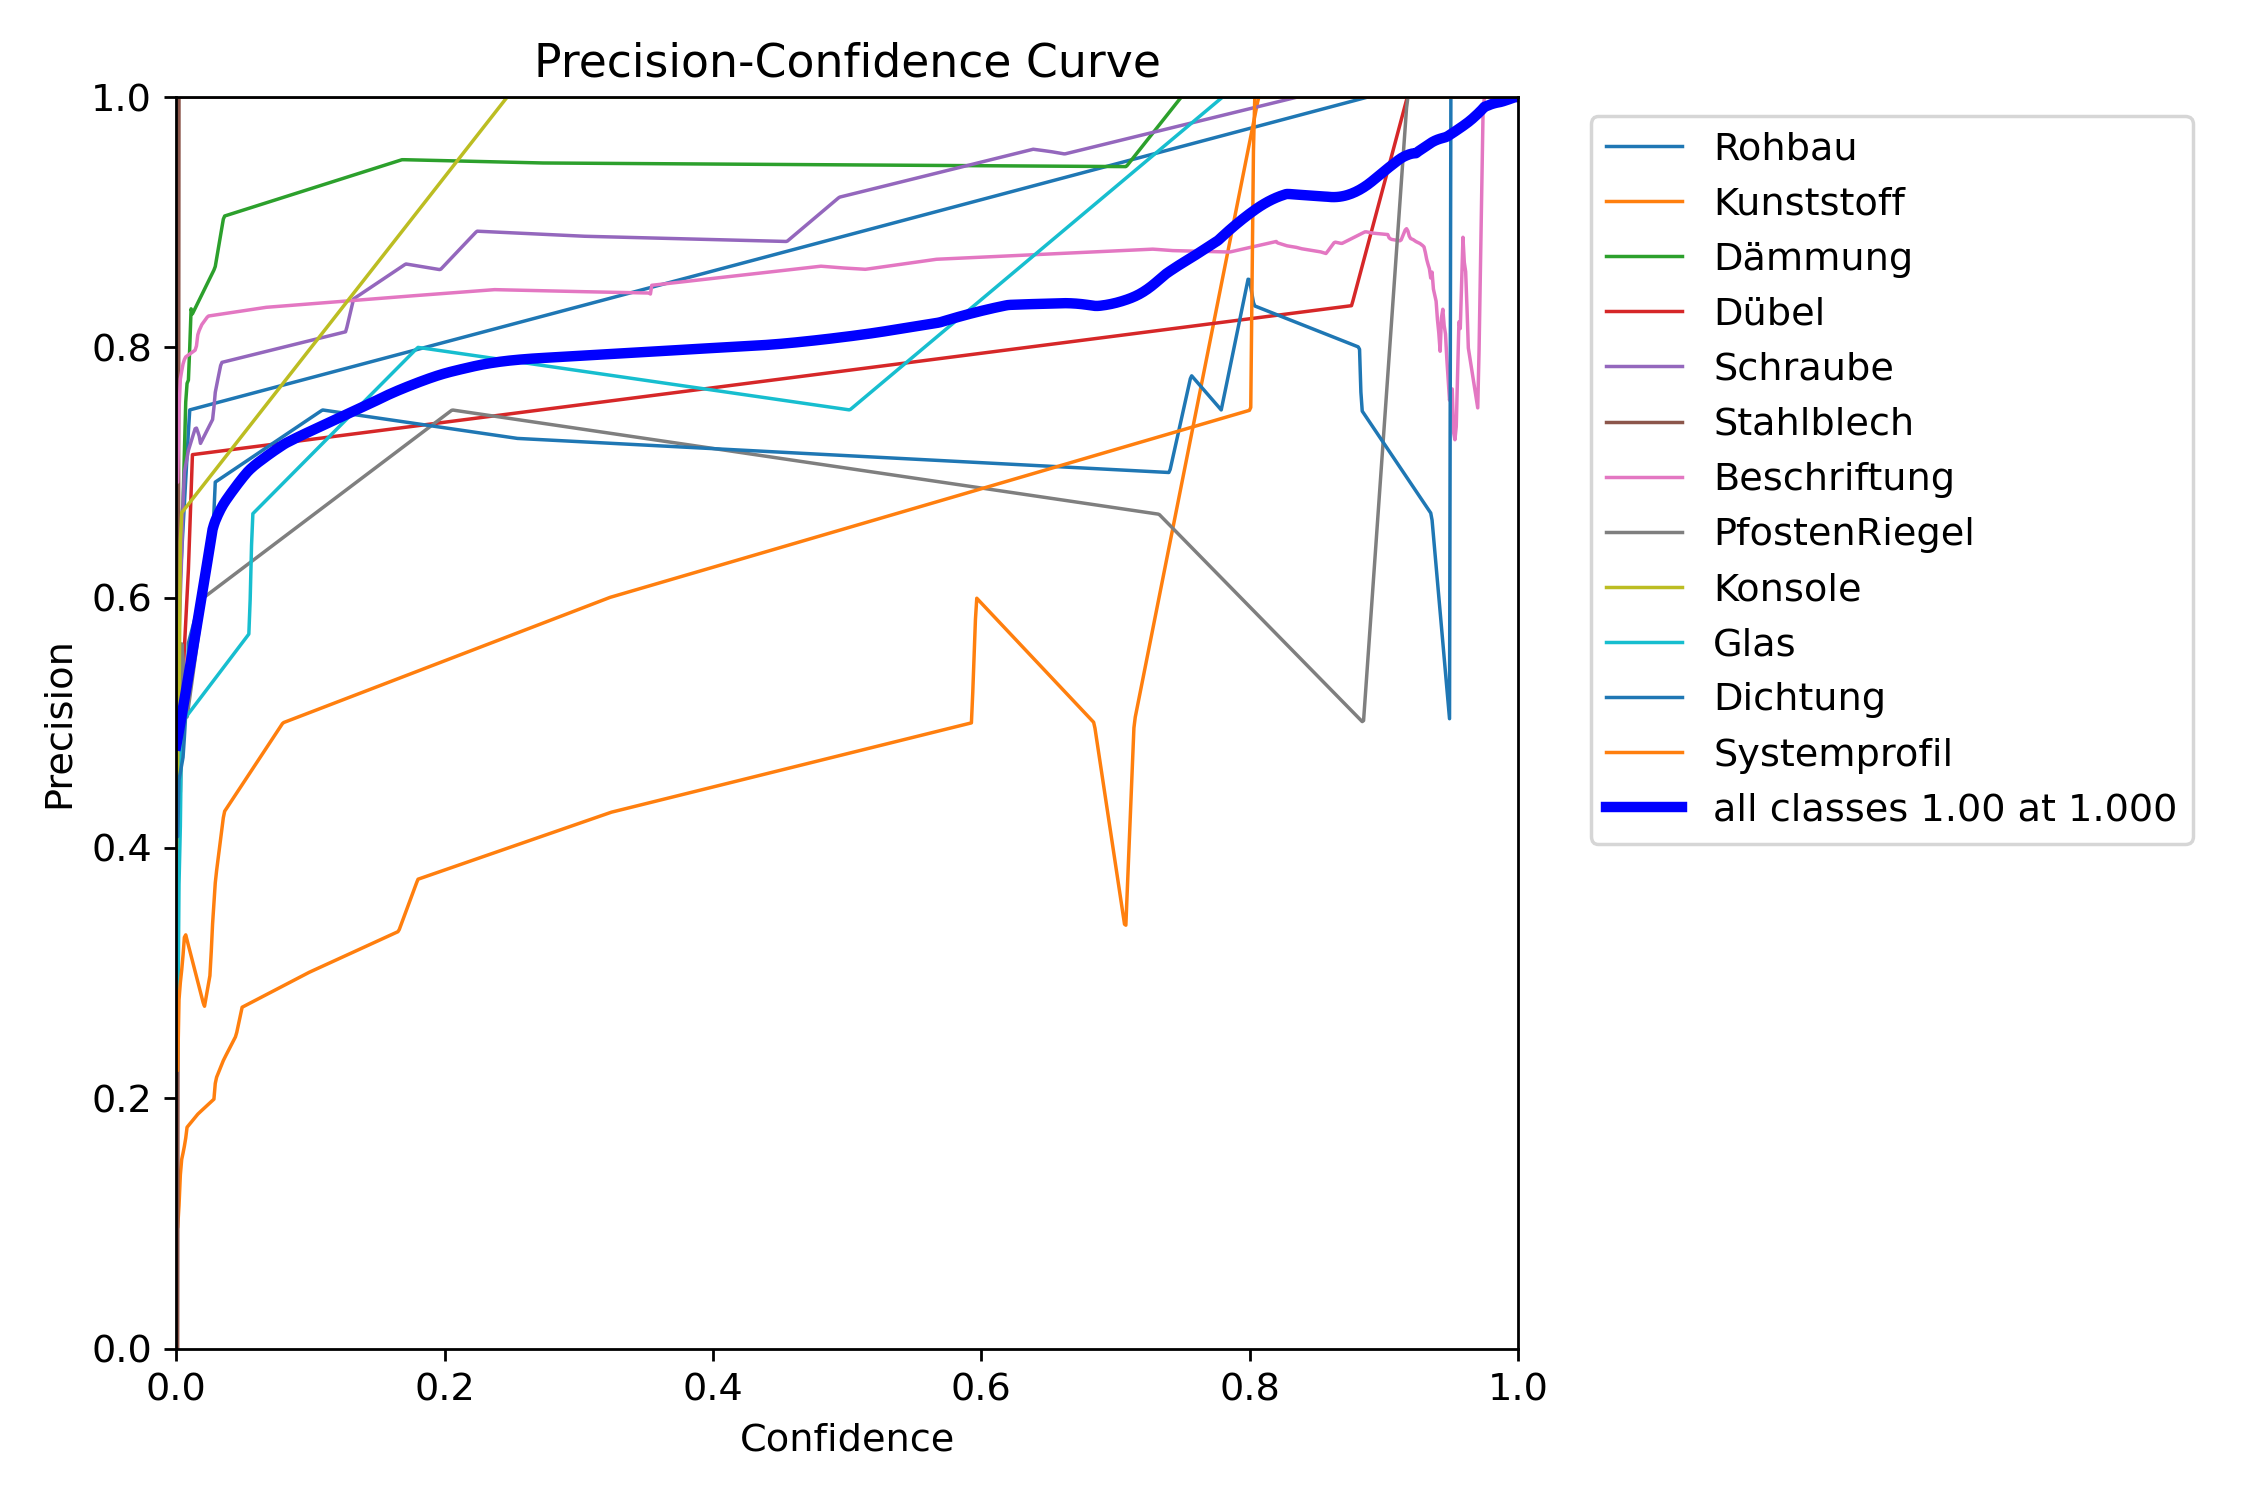 Precision-Confidence Curve
1.0
0.8
0.6
0.4
0.2
0.0
Precision
0.0 0.2 0.4 0.6 0.8 1.0
Confidence
Rohbau
Kunststoff
Dämmung
Dübel
Schraube
Stahlblech
Beschriftung
PfostenRiegel
Konsole
Glas
Dichtung
Systemprofil
all classes 1.00 at 1.000